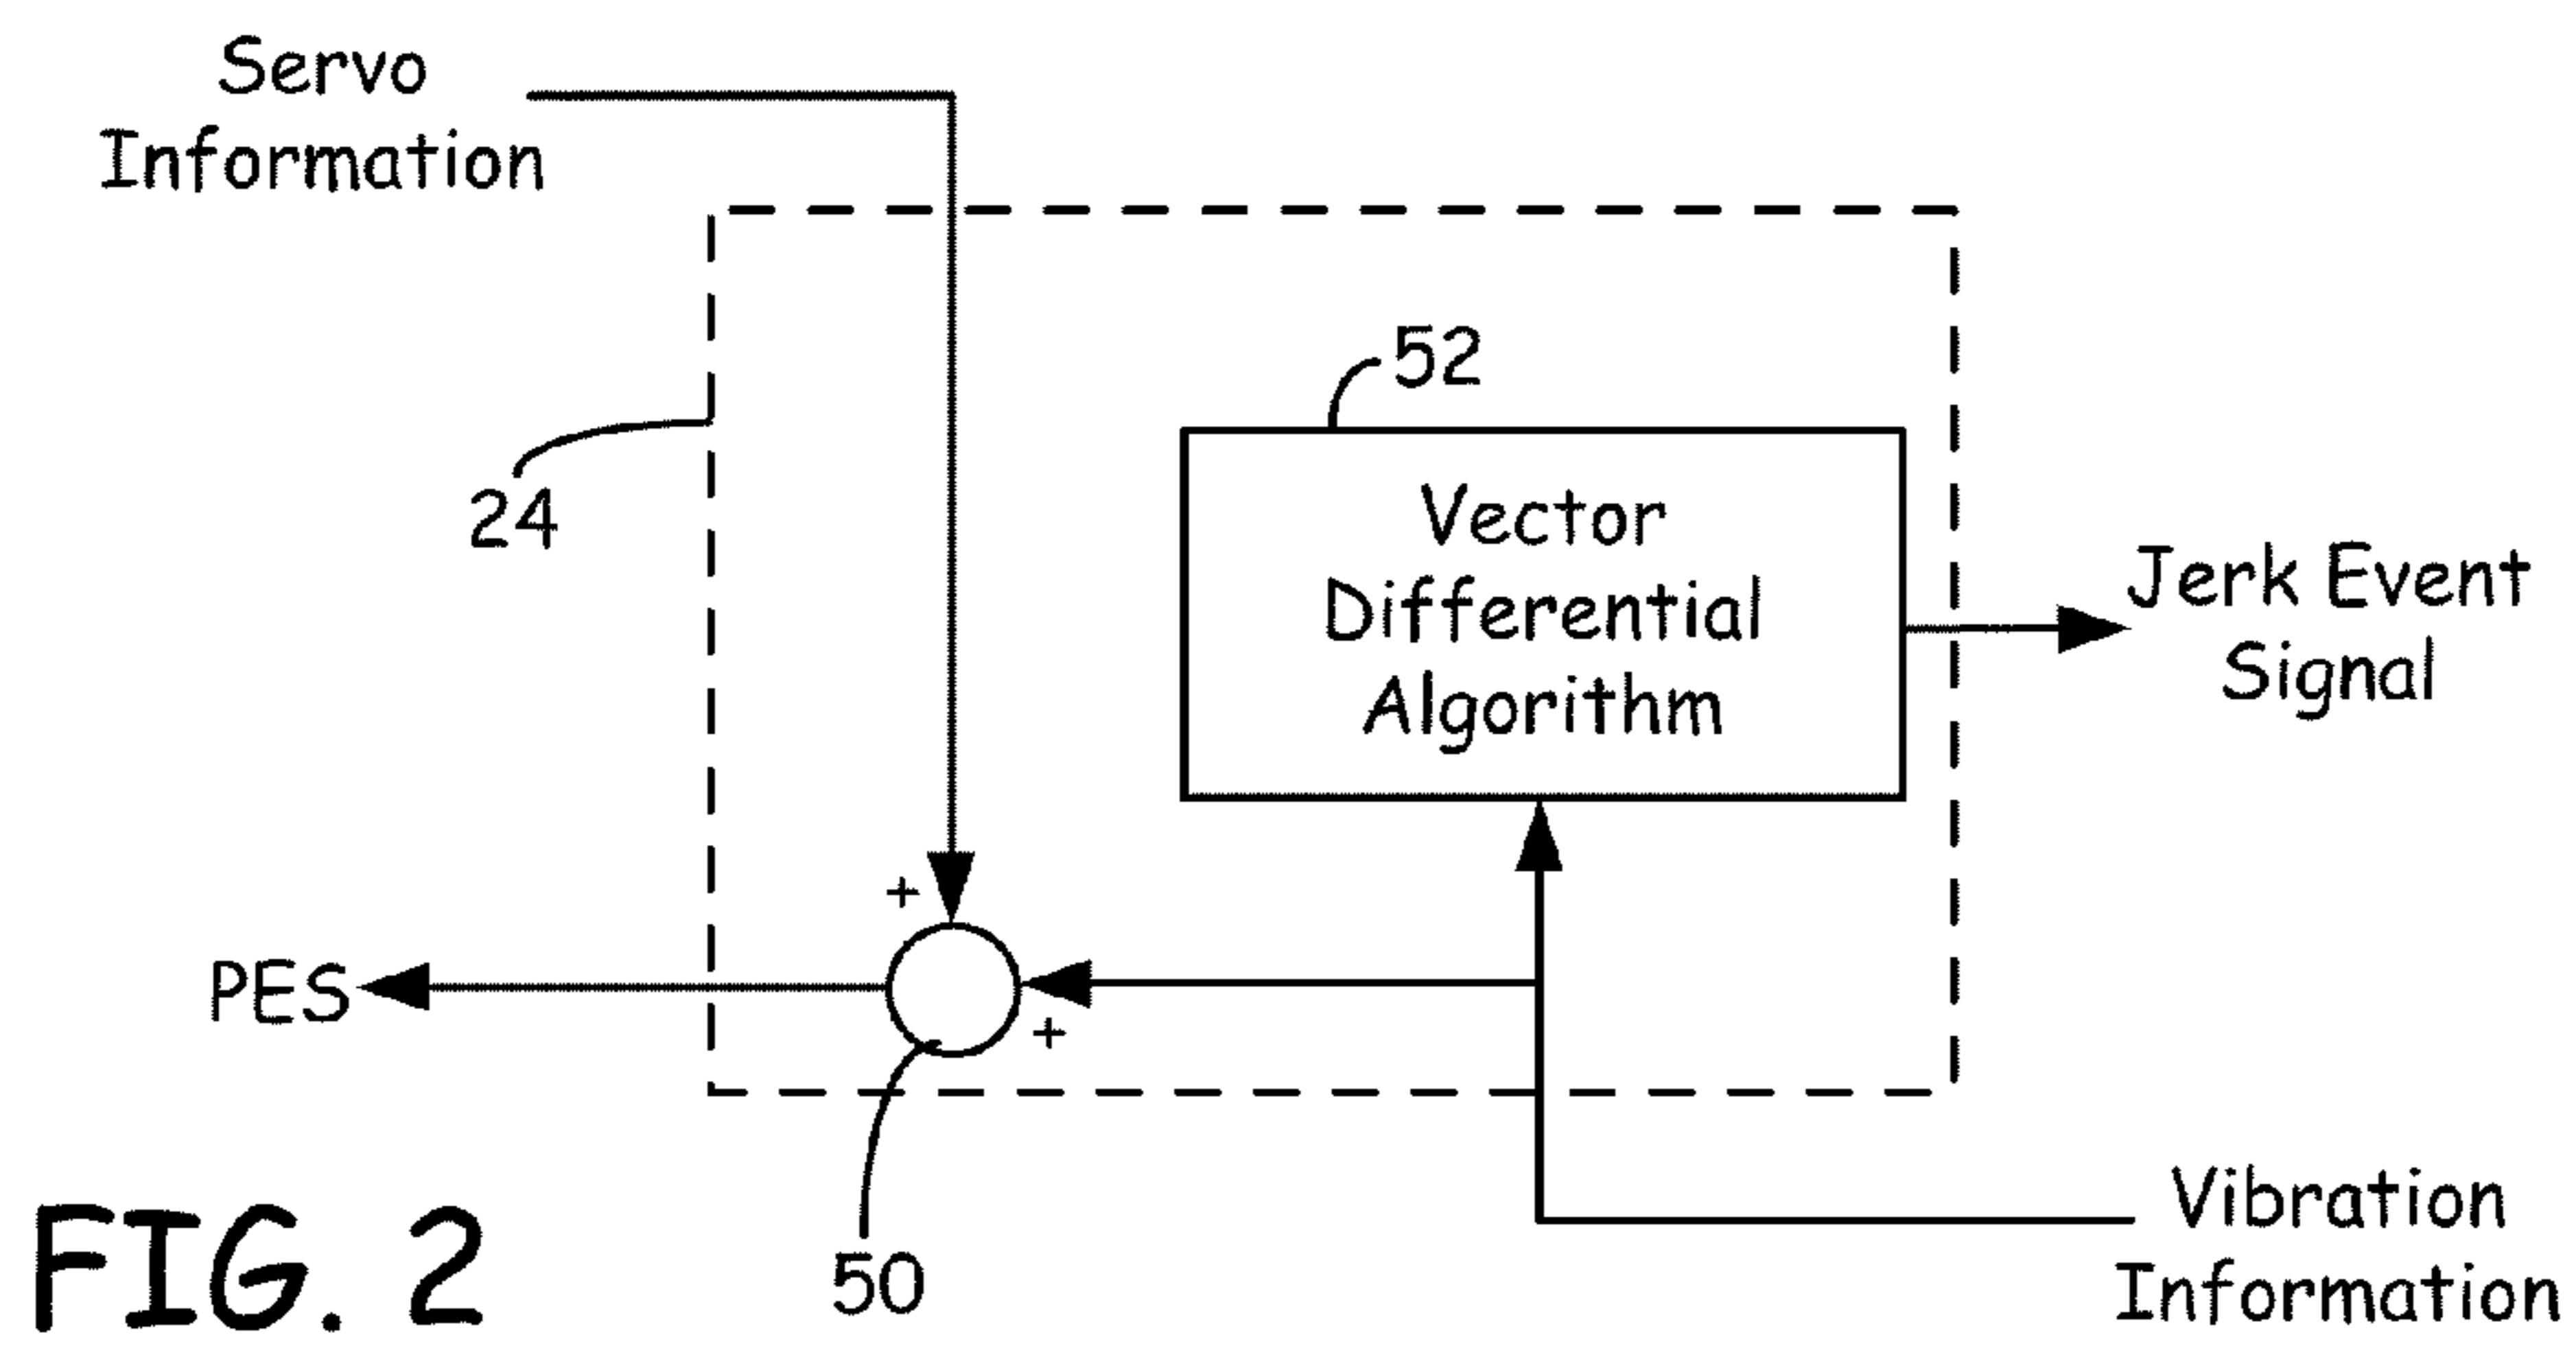 Servo
Information
52
24
Vector
Differential
Algorithm
Jerk Event
Signal
+
PES
+
50
Vibration
Information
FIG. 2